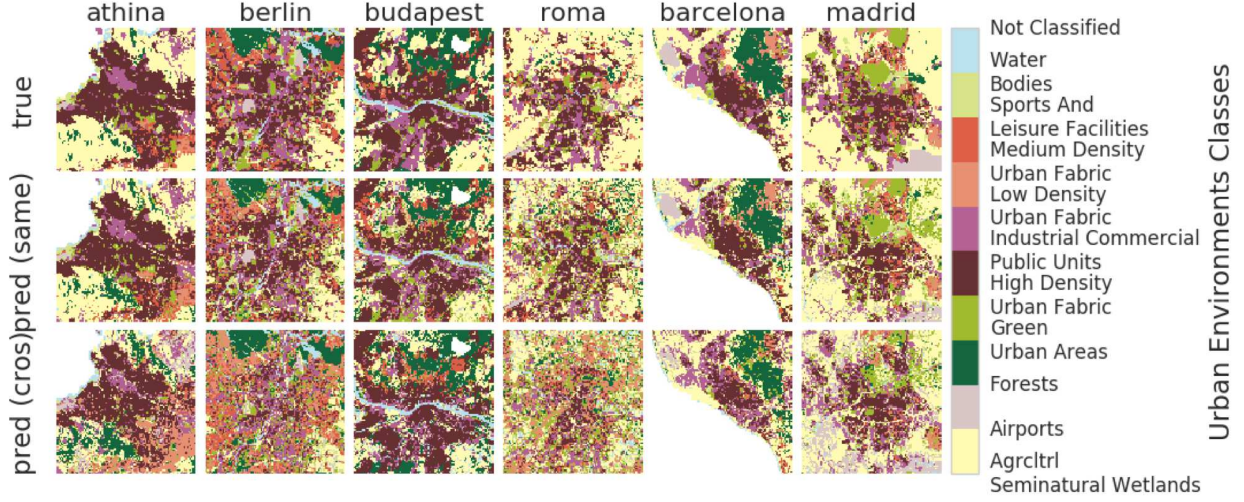 athina berlin budapest roma barcelona madrid
true
pred (same)
pred (cros)
Not Classified
Water
Bodies
Sports And
Leisure Facilities
Medium Density
Urban Fabric
Low Density
Urban Fabric
Industrial Commercial
Public Units
High Density
Urban Fabric
Green
Urban Areas
Forests
Airports
Agrcltrl
Seminatural Wetlands
Urban Environments Classes